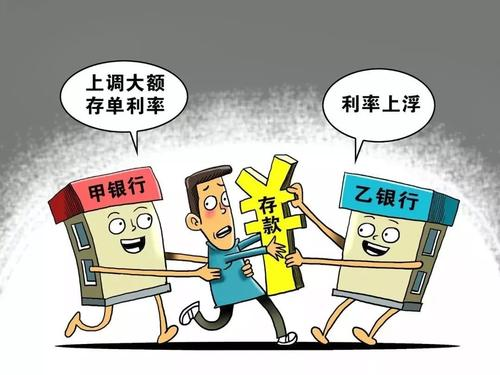 上调大额
存单利率
利率上浮
甲银行
存款
乙银行